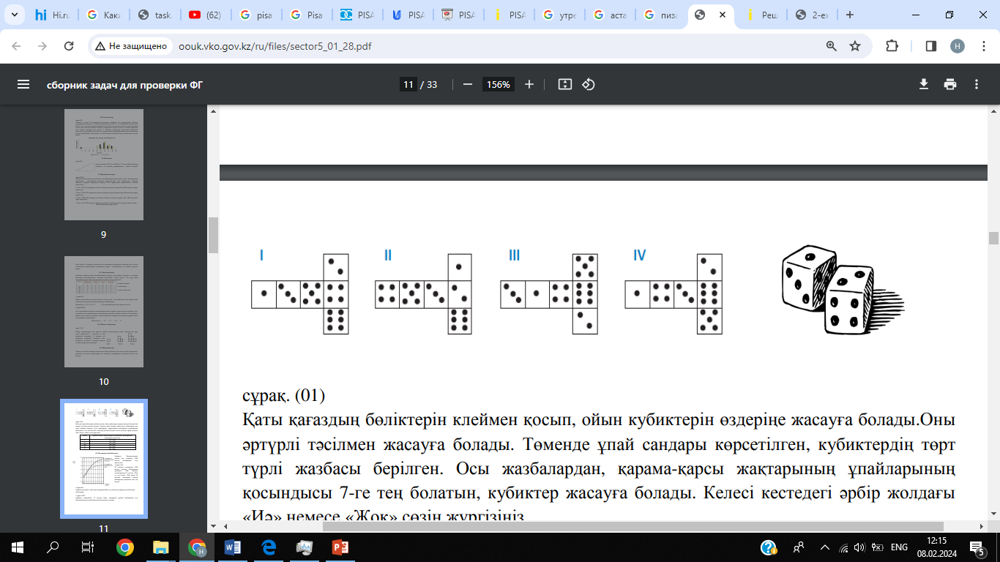 Hi.ru
Каки
task.
(62)
pisa
Pisa
PISA
PISA
PISA
PISA
утре
аста
пиза
Реш
2-ех
Не защищено
oouk.vko.gov.kz/ru/files/sector5_01_28.pdf
H
сборник задач для проверки ФГ
11 / 33
156%
9
10
11
I II III IV
сұрақ. (01)
Қаты қағаздың бөліктерін клеймен қосып, ойын кубиктерін өздеріңе жасауға болады.Оны
әртүрлі тәсілмен жасауға болады. Төменде ұпай сандары көрсетілген, кубиктердің төрт
түрлі жазбасы берілген. Осы жазбалардан, қарама-қарсы жақтарының ұпайларының
қосындысы 7-ге тең болатын, кубиктер жасауға болады. Келесі кестедегі әрбір жолдағы
«Иә» немесе «Жоқ» сөзін жүргізіңіз
ENG
12:15
08.02.2024
5